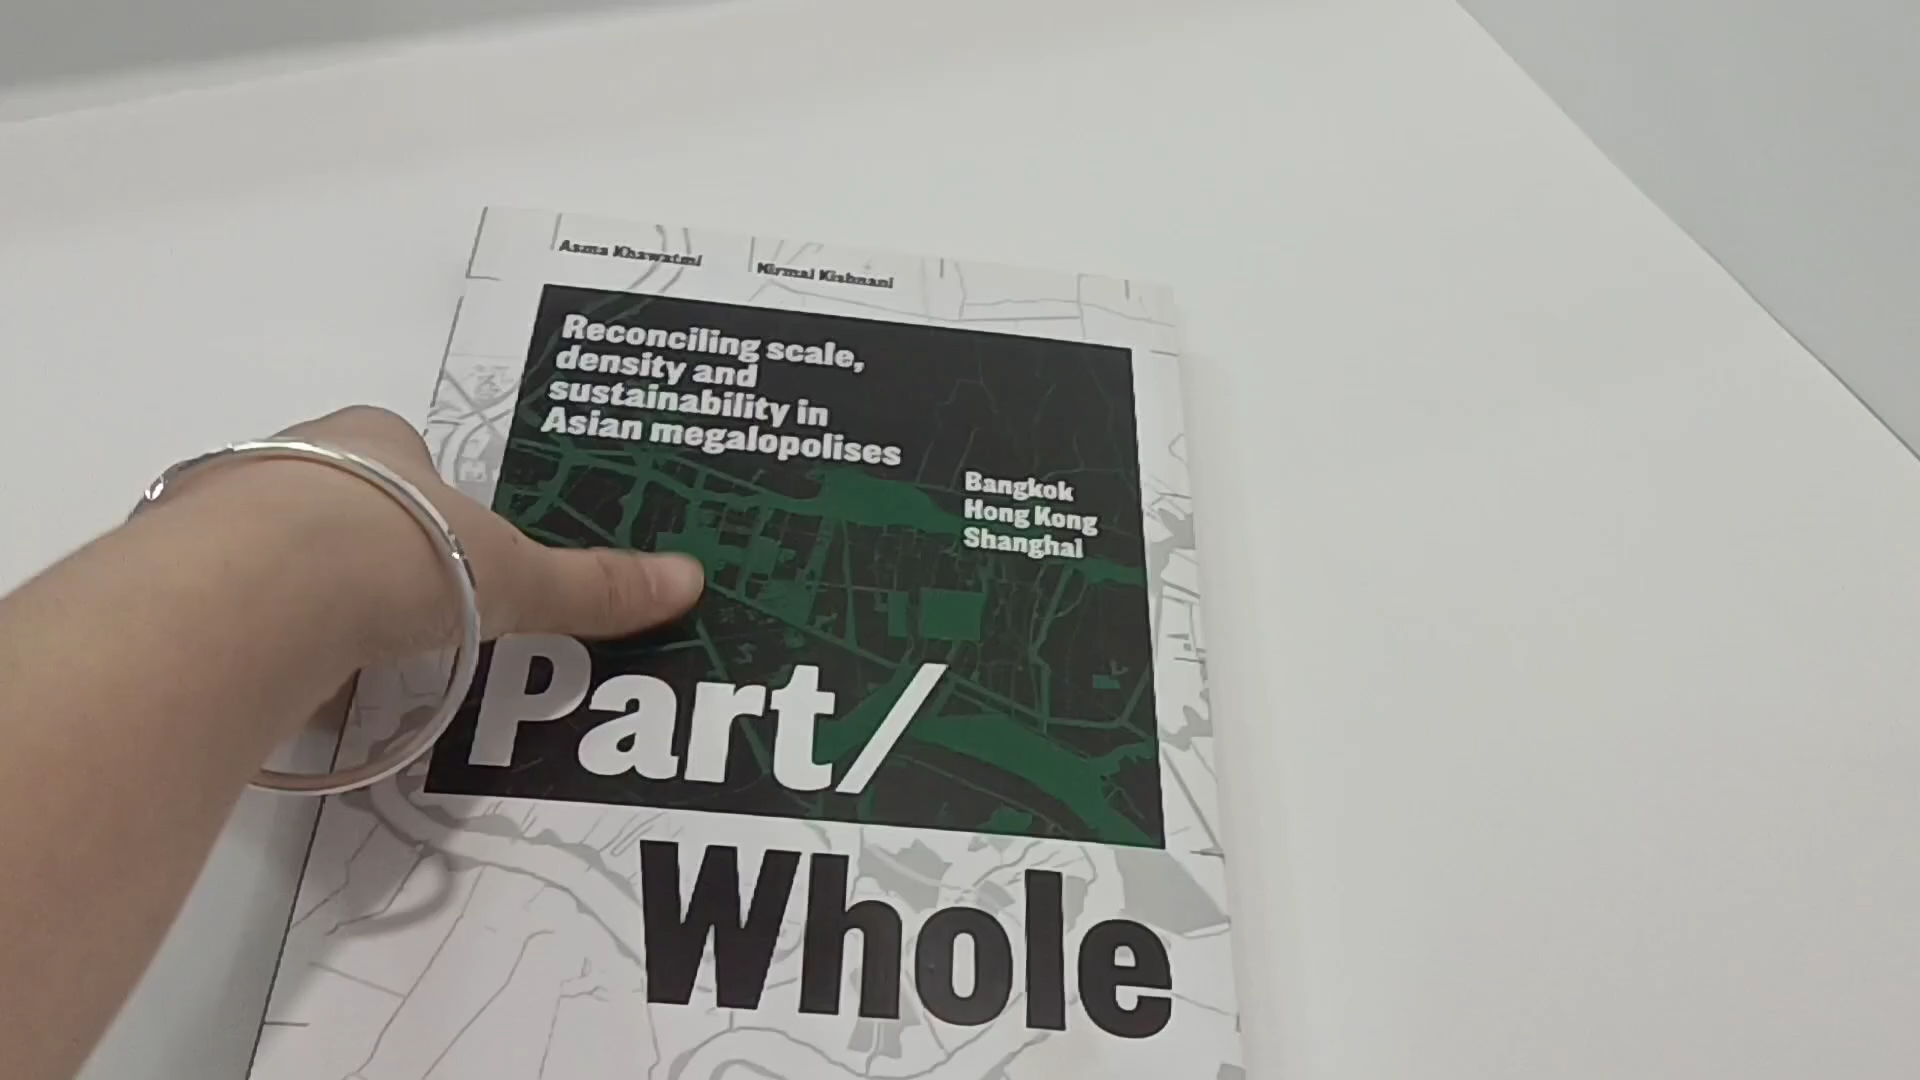 Asma Khawatmi
Nirmal Kishnani
Reconciling scale,
density and
sustainability in
Asian megalopolises
Bangkok
Hong Kong
Shanghai
Part/
Whole